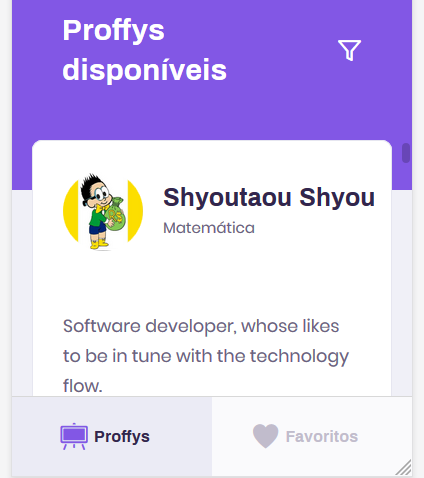 Proffys
disponíveis
Shyoutaou Shyou
Matemática
Software developer, whose likes
to be in tune with the technology
flow.
Proffys
Favoritos